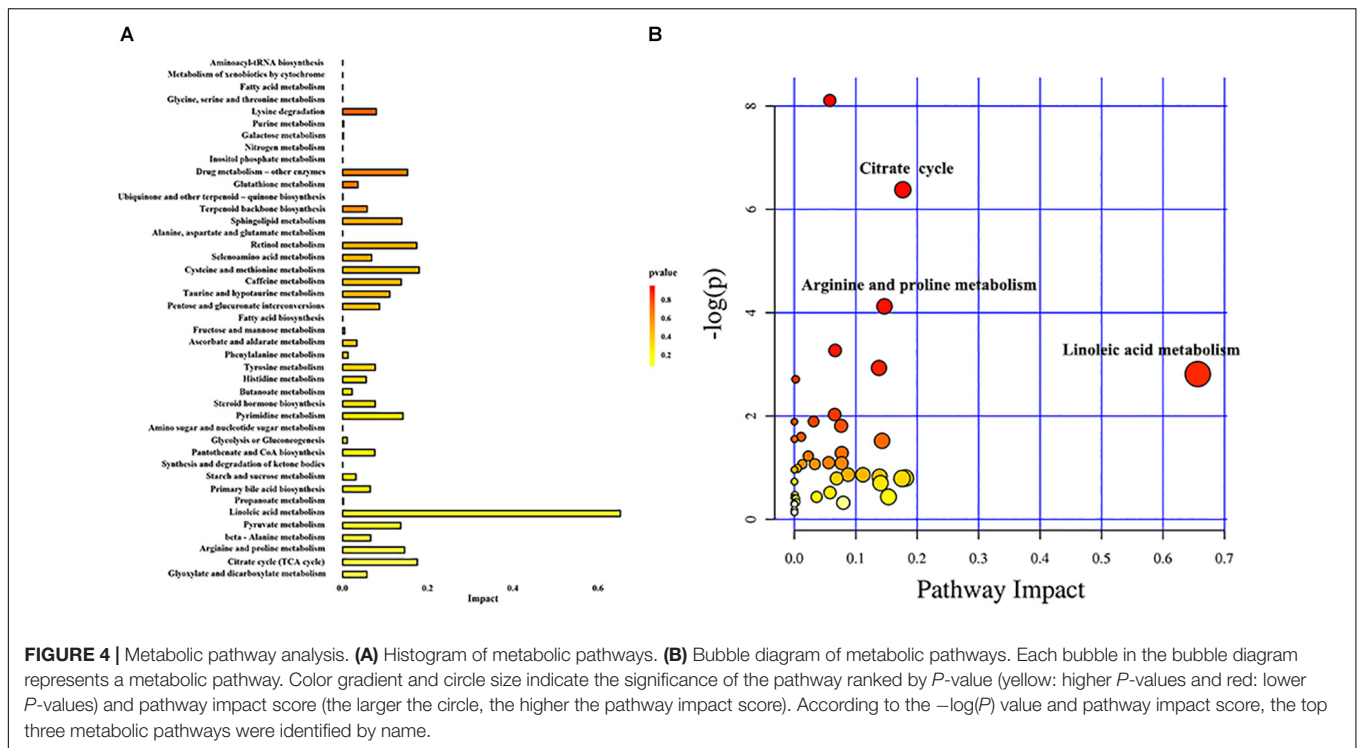 A
Aminoacyl-tRNA biosynthesis
Metabolism of xenobiotics by cytochrome
Fatty acid metabolism
Glycine, serine and threonine metabolism
Lysine degradation
Purine metabolism
Galactose metabolism
Nitrogen metabolism
Inositol phosphate metabolism
Drug metabolism – other enzymes
Glutathione metabolism
Ubiquinone and other terpenoid – quinone biosynthesis
Terpenoid backbone biosynthesis
Sphingolipid metabolism
Alanine, aspartate and glutamate metabolism
Retinol metabolism
Selenoamino acid metabolism
Cysteine and methionine metabolism
Caffeine metabolism
Taurine and hypotaurine metabolism
Pentose and glucuronate interconversions
Fatty acid biosynthesis
Fructose and mannose metabolism
Ascorbate and aldarate metabolism
Phenylalanine metabolism
Tyrosine metabolism
Histidine metabolism
Butanoate metabolism
Steroid hormone biosynthesis
Pyrimidine metabolism
Amino sugar and nucleotide sugar metabolism
Glycolysis or Gluconeogenesis
Pantothenate and CoA biosynthesis
Synthesis and degradation of ketone bodies
Starch and sucrose metabolism
Primary bile acid biosynthesis
Propanoate metabolism
Linoleic acid metabolism
Pyruvate metabolism
beta - Alanine metabolism
Arginine and proline metabolism
Citrate cycle (TCA cycle)
Glyoxylate and dicarboxylate metabolism
0.0 0.2 0.4 0.6
Impact
pvalue
0.8
0.6
0.4
0.2
B
8
6
4
2
0
-log(p)
Citrate cycle
Arginine and proline metabolism
Linoleic acid metabolism
0.0 0.1 0.2 0.3 0.4 0.5 0.6 0.7
Pathway Impact
FIGURE 4 | Metabolic pathway analysis. (A) Histogram of metabolic pathways. (B) Bubble diagram of metabolic pathways. Each bubble in the bubble diagram
represents a metabolic pathway. Color gradient and circle size indicate the significance of the pathway ranked by P-value (yellow: higher P-values and red: lower
P-values) and pathway impact score (the larger the circle, the higher the pathway impact score). According to the −log(P) value and pathway impact score, the top
three metabolic pathways were identified by name.